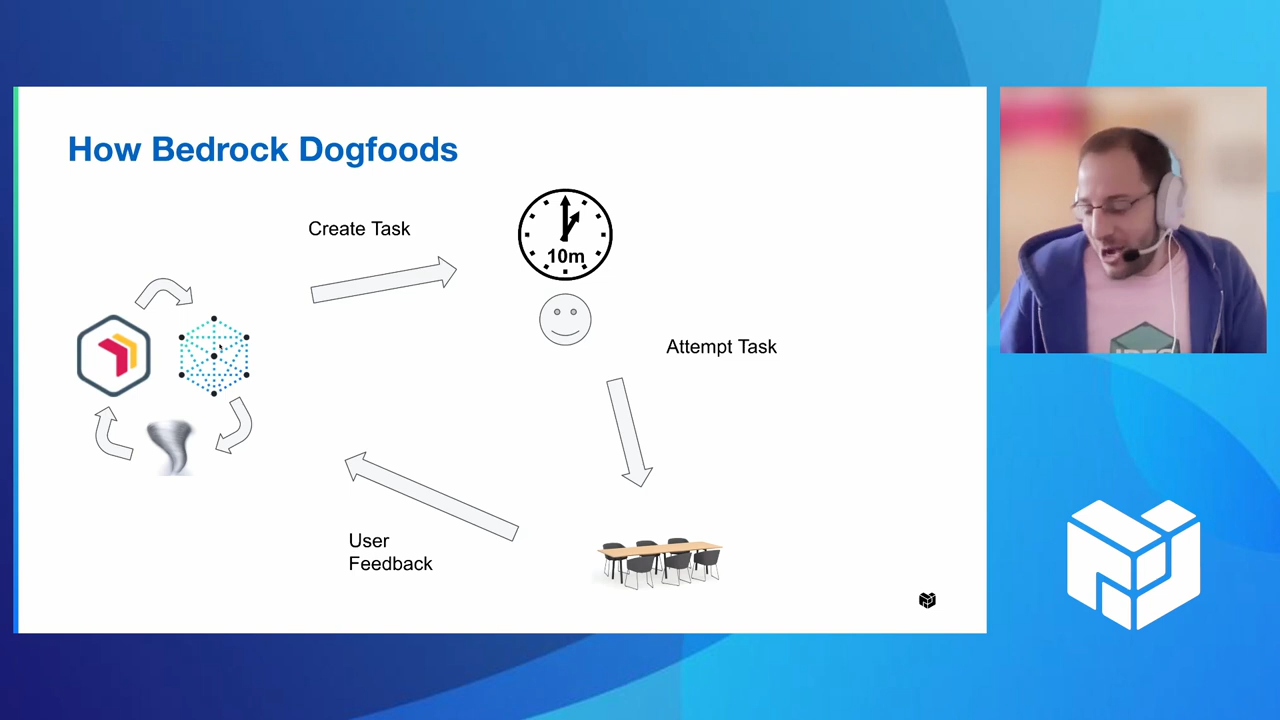 How Bedrock Dogfoods
Create Task
10m
Attempt Task
User
Feedback